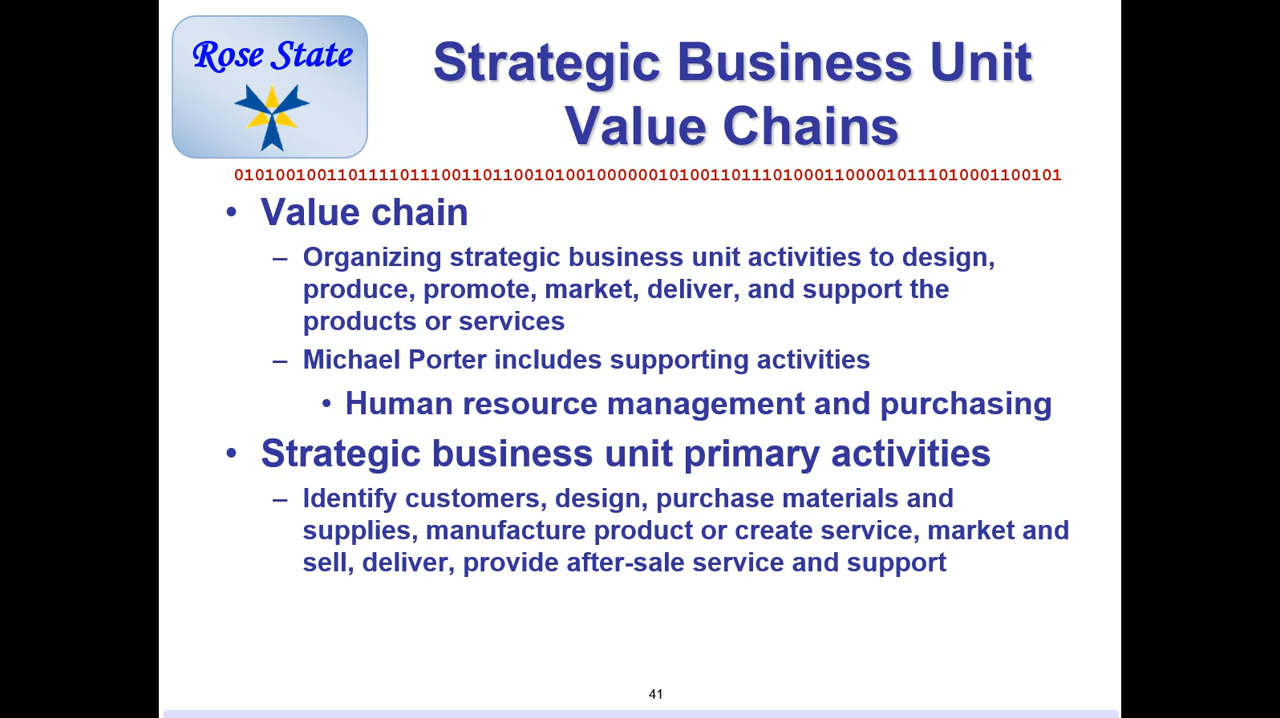 Rose State
Strategic Business Unit
Value Chains
01010010011011110111001101100101001000000101001101110100011000010111010001100101
• Value chain
– Organizing strategic business unit activities to design,
produce, promote, market, deliver, and support the
products or services
– Michael Porter includes supporting activities
• Human resource management and purchasing
• Strategic business unit primary activities
– Identify customers, design, purchase materials and
supplies, manufacture product or create service, market and
sell, deliver, provide after-sale service and support
41